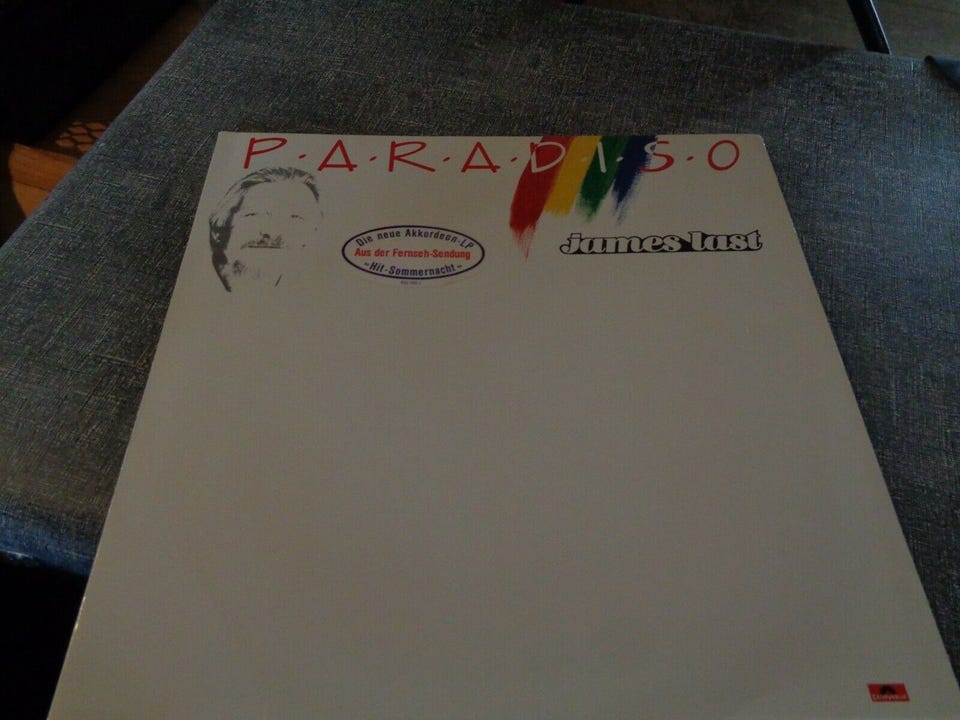 P·A·R·A·D·I·S·O
james last
Die neue Akkordeon-LP
Aus der Fernseh-Sendung
-Hit-Sommernacht-